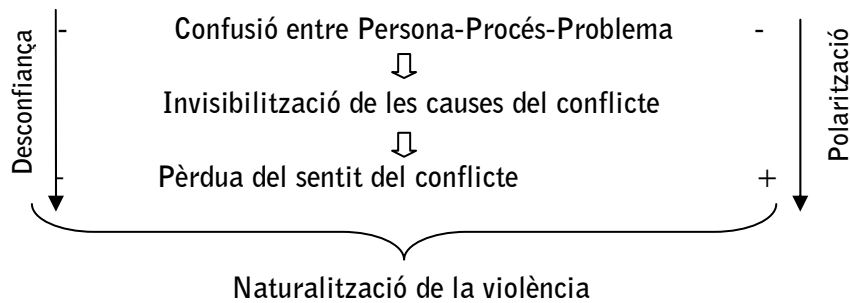 Desconfiança
- Confusió entre Persona-Procés-Problema -
Invisibilització de les causes del conflicte
- Pèrdua del sentit del conflicte +
Polarització
Naturalització de la violència